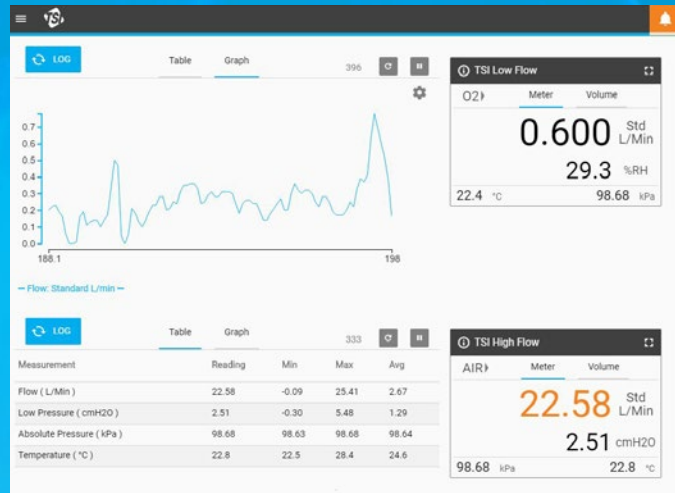 TSI
LOG Table Graph 396
0.7
0.6
0.5
0.4
0.3
0.2
0.1
0.0
188.1 198
Flow: Standard L/min
TSI Low Flow
O2 Meter Volume
0.600 Std L/Min
29.3 %RH
22.4 °C 98.68 kPa
LOG Table Graph 333
Measurement Reading Min Max Avg
Flow ( L/Min ) 22.58 -0.09 25.41 2.67
Low Pressure ( cmH2O ) 2.51 -0.30 5.48 1.29
Absolute Pressure ( kPa ) 98.68 98.63 98.68 98.64
Temperature ( °C ) 22.8 22.5 28.4 24.6
TSI High Flow
AIR Meter Volume
22.58 Std L/Min
2.51 cmH2O
98.68 kPa 22.8 °C